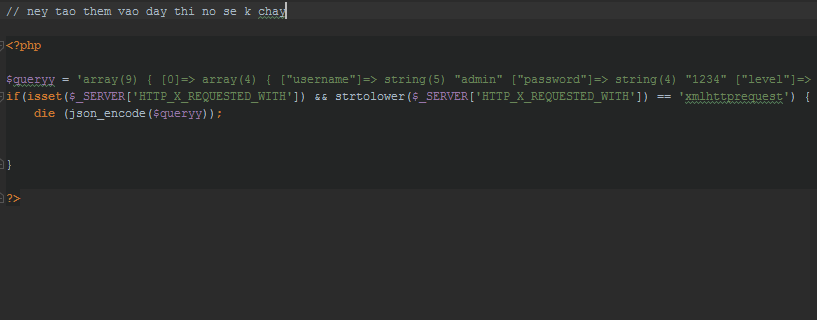 // ney tao them vao day thi no se k chay
<?php
$queryy = 'array(9) { [0]=> array(4) { ["username"]=> string(5) "admin" ["password"]=> string(4) "1234" ["level"]=>
if(isset($_SERVER['HTTP_X_REQUESTED_WITH']) && strtolower($_SERVER['HTTP_X_REQUESTED_WITH']) == 'xmlhttprequest') {
die (json_encode($queryy));
}
?>